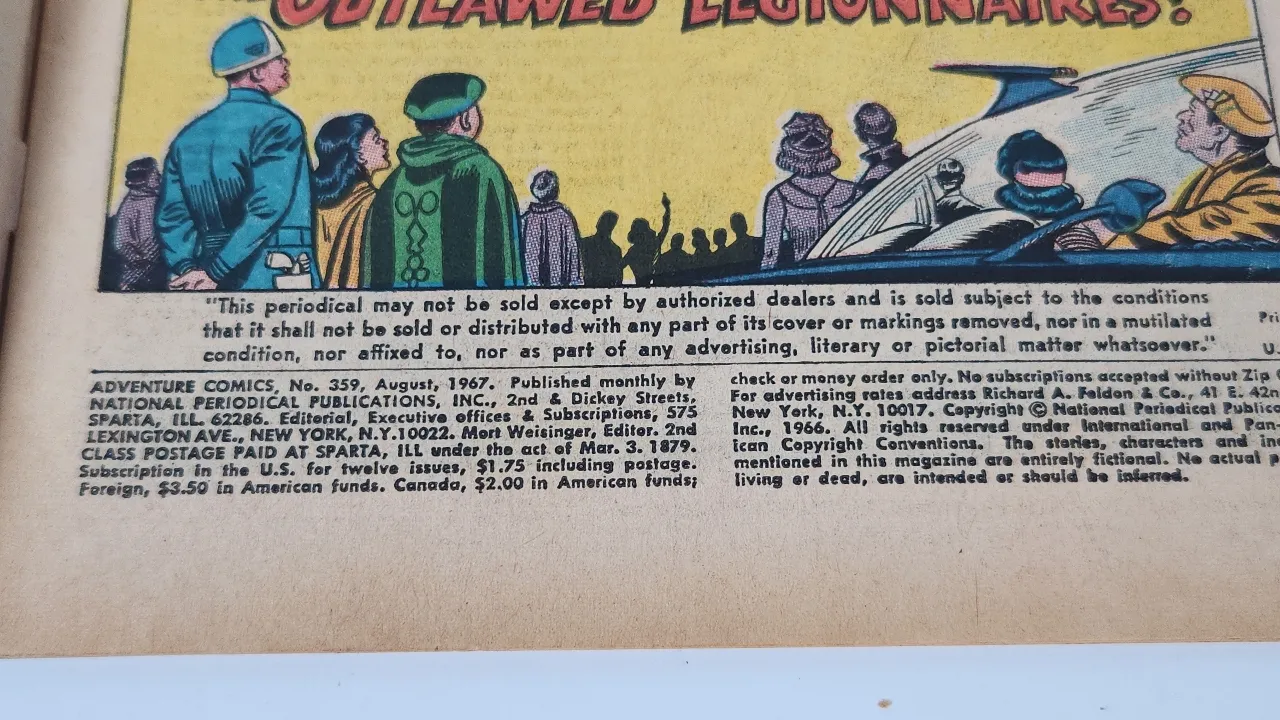 OUTLAWED LEGIONNAIRES!
"This periodical may not be sold except by authorized dealers and is sold subject to the conditions
that it shall not be sold or distributed with any part of its cover or markings removed, nor in a mutilated
condition, nor affixed to, nor as part of any advertising, literary or pictorial matter whatsoever."
ADVENTURE COMICS, No. 359, August, 1967. Published monthly by
NATIONAL PERIODICAL PUBLICATIONS, INC., 2nd & Dickey Streets,
SPARTA, ILL. 62286. Editorial, Executive offices & Subscriptions, 575
LEXINGTON AVE., NEW YORK, N.Y. 10022. Mort Weisinger, Editor. 2nd
CLASS POSTAGE PAID AT SPARTA, ILL under the act of Mar. 3. 1879.
Subscription in the U.S. for twelve issues, $1.75 including postage.
Foreign, $3.50 in American funds. Canada, $2.00 in American funds;
check or money order only. No subscriptions accepted without Zip
For advertising rates address Richard A. Feldon & Co., 41 E. 42n
New York, N.Y. 10017. Copyright © National Periodical Publica
Inc., 1966. All rights reserved under International and Pan-
ican Copyright Conventions. The stories, characters and in
mentioned in this magazine are entirely fictional. No actual p
living or dead, are intended or should be inferred.
Pri
U.